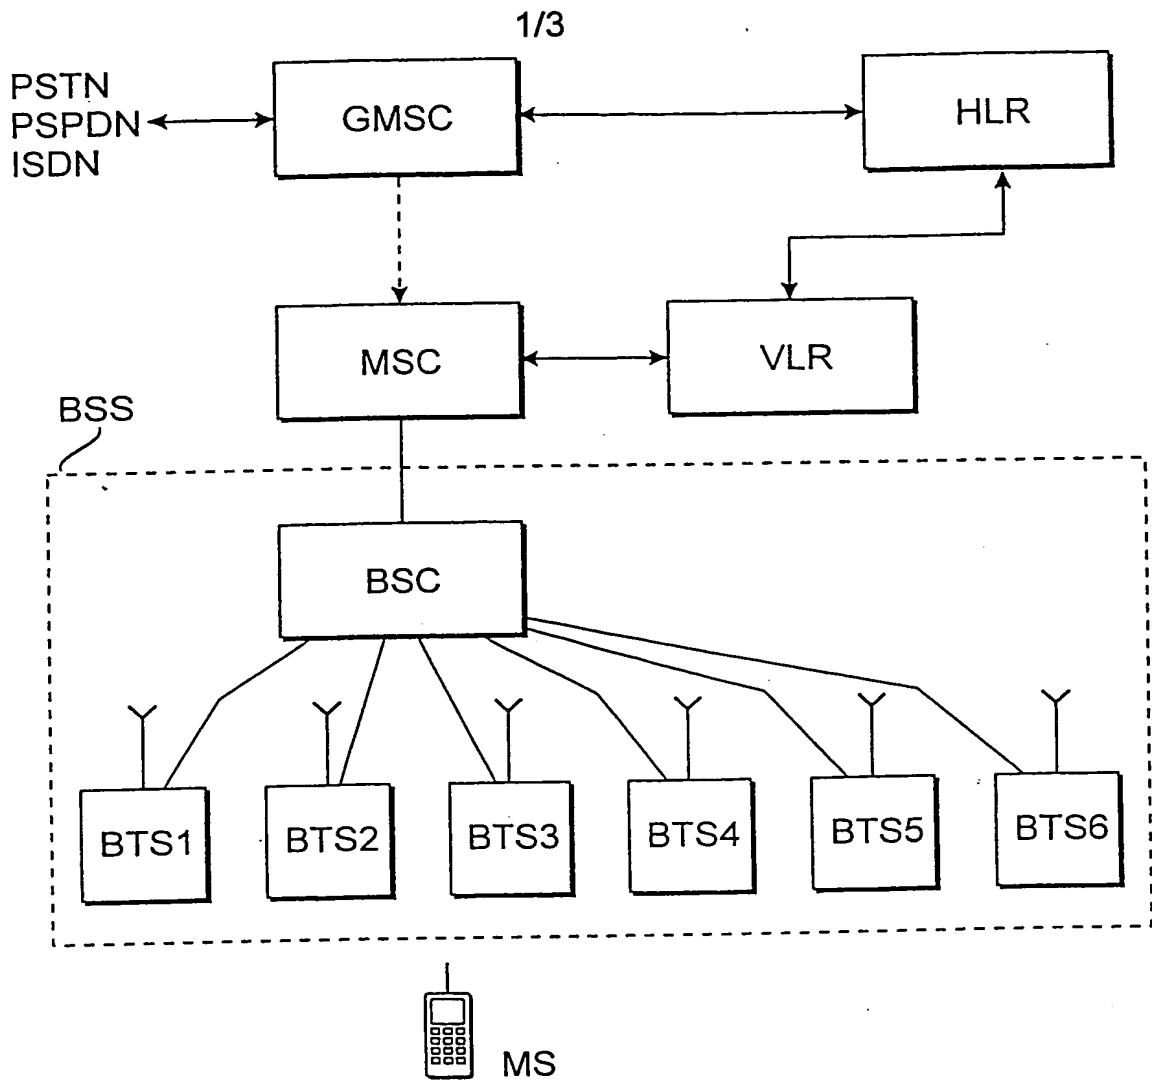 1/3
PSTN
PSPDN
ISDN
GMSC
HLR
MSC
VLR
BSS
BSC
BTS1
BTS2
BTS3
BTS4
BTS5
BTS6
MS